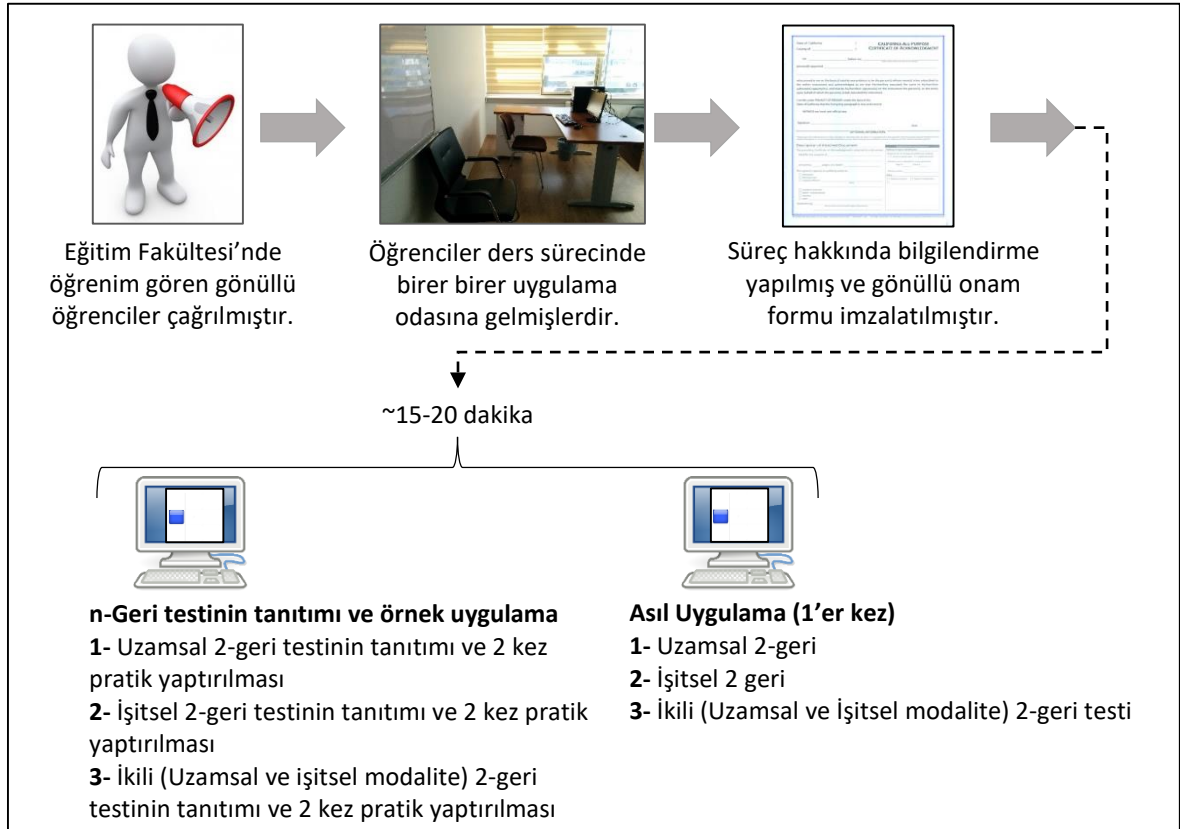 Eğitim Fakültesi’nde
öğrenim gören gönüllü
öğrenciler çağrılmıştır.
Öğrenciler ders sürecinde
birer birer uygulama
odasına gelmişlerdir.
Süreç hakkında bilgilendirme
yapılmış ve gönüllü onam
formu imzalatılmıştır.
~15-20 dakika
n-Geri testinin tanıtımı ve örnek uygulama
1- Uzamsal 2-geri testinin tanıtımı ve 2 kez
pratik yaptırılması
2- İşitsel 2-geri testinin tanıtımı ve 2 kez pratik
yaptırılması
3- İkili (Uzamsal ve işitsel modalite) 2-geri
testinin tanıtımı ve 2 kez pratik yaptırılması
Asıl Uygulama (1’er kez)
1- Uzamsal 2-geri
2- İşitsel 2 geri
3- İkili (Uzamsal ve İşitsel modalite) 2-geri testi